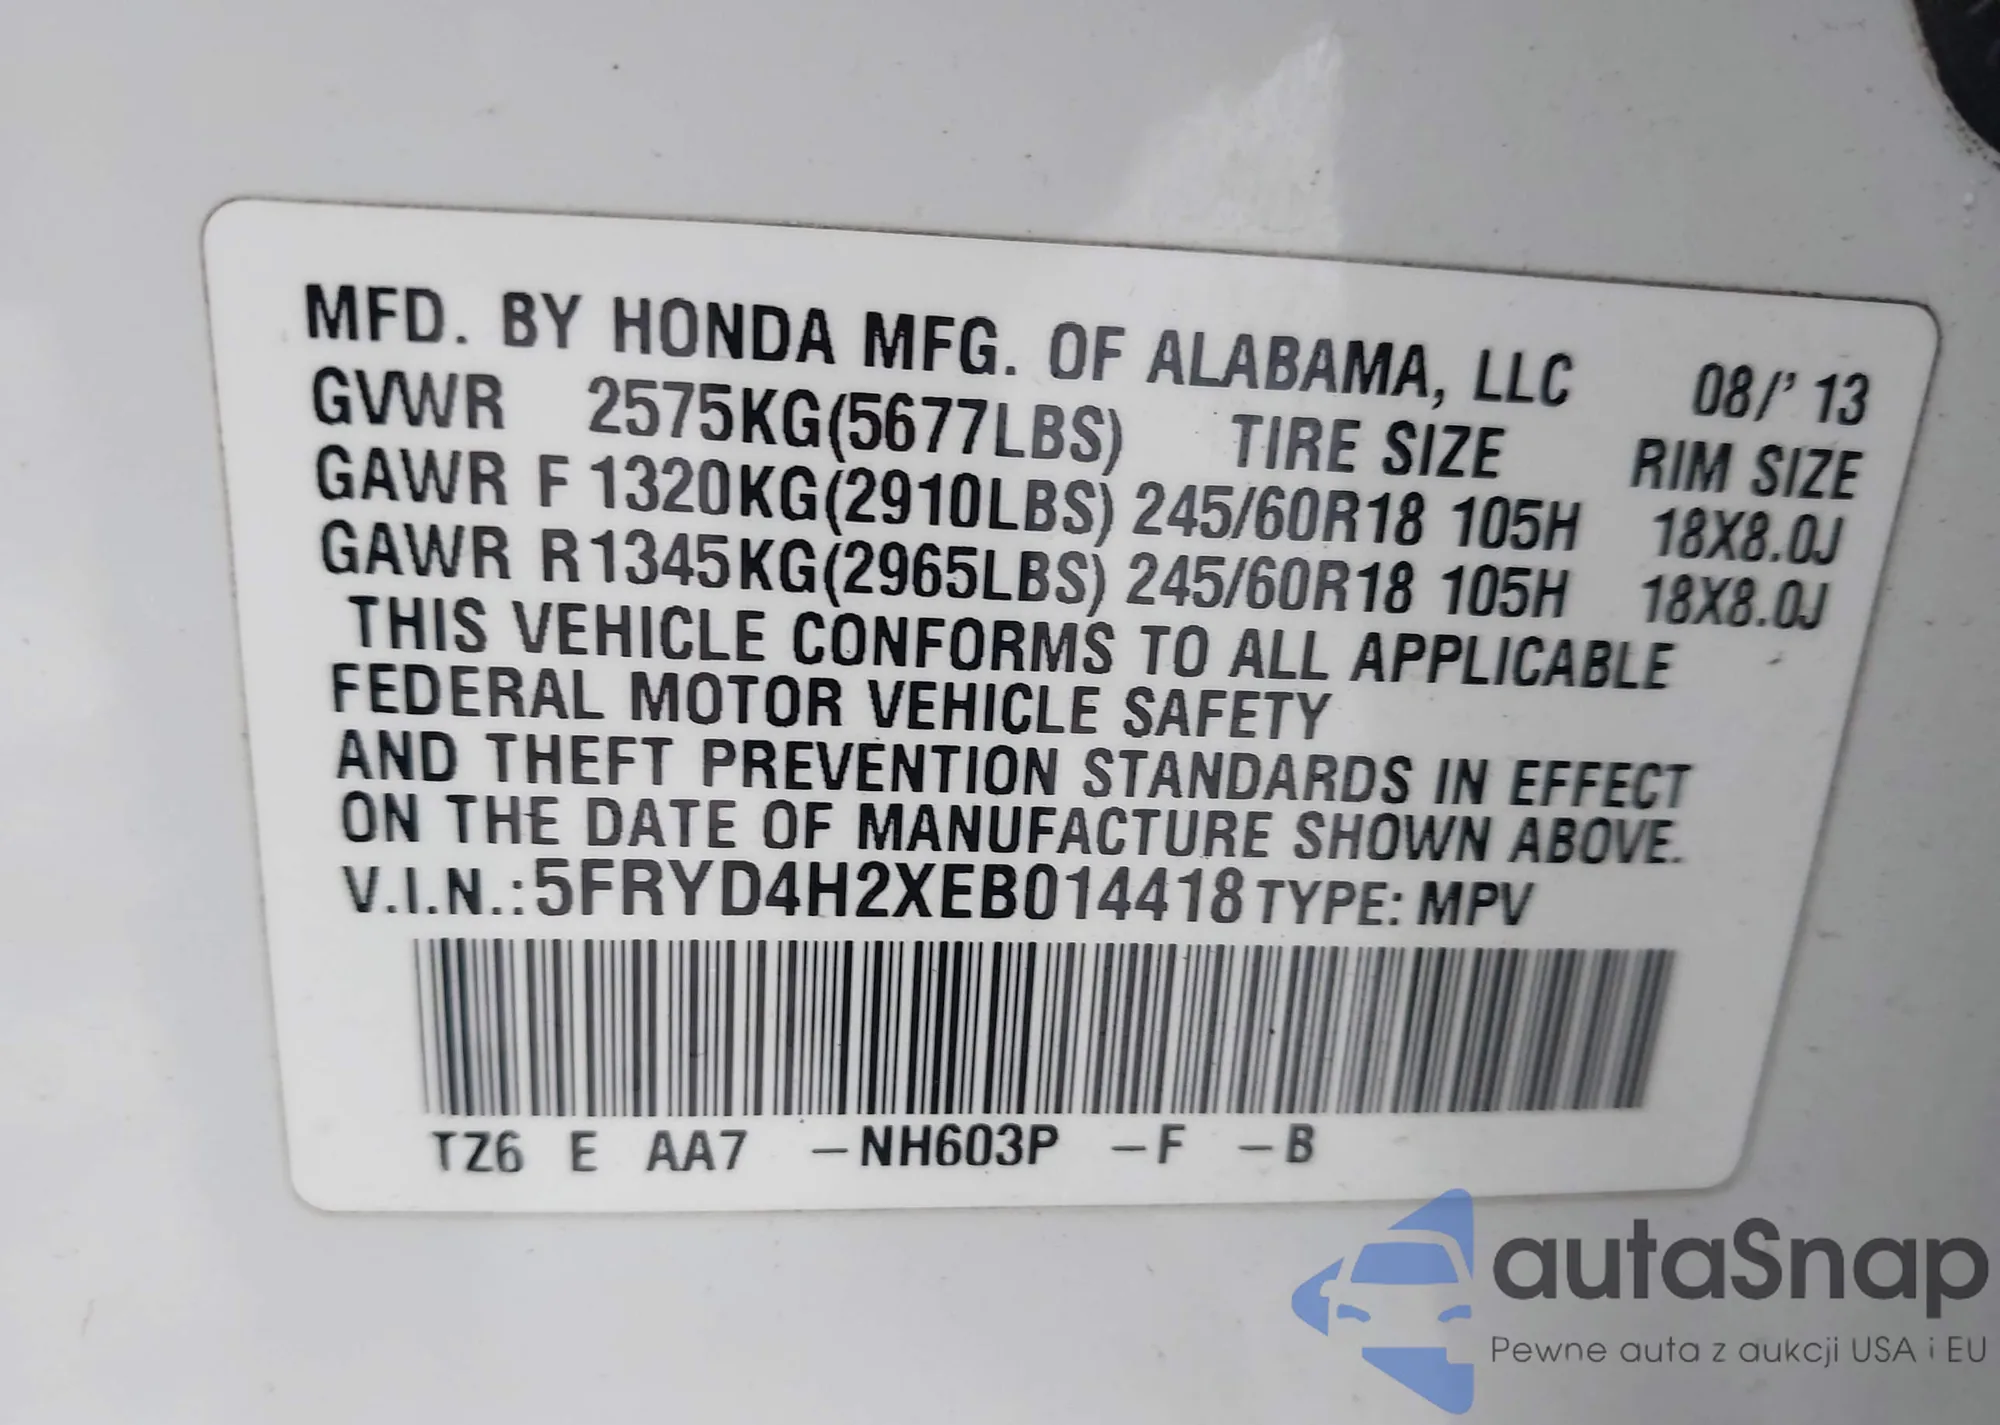 MFD. BY HONDA MFG. OF ALABAMA, LLC 08/'13
GVWR 2575KG(5677LBS) TIRE SIZE RIM SIZE
GAWR F 1320KG(2910LBS) 245/60R18 105H 18X8.0J
GAWR R1345KG(2965LBS) 245/60R18 105H 18X8.0J
THIS VEHICLE CONFORMS TO ALL APPLICABLE
FEDERAL MOTOR VEHICLE SAFETY
AND THEFT PREVENTION STANDARDS IN EFFECT
ON THE DATE OF MANUFACTURE SHOWN ABOVE.
V.I.N.:5FRYD4H2XEB014418 TYPE: MPV
TZ6 E AA7 –NH603P –F –B
autaSnap
Pewne auta z aukcji USA i EU